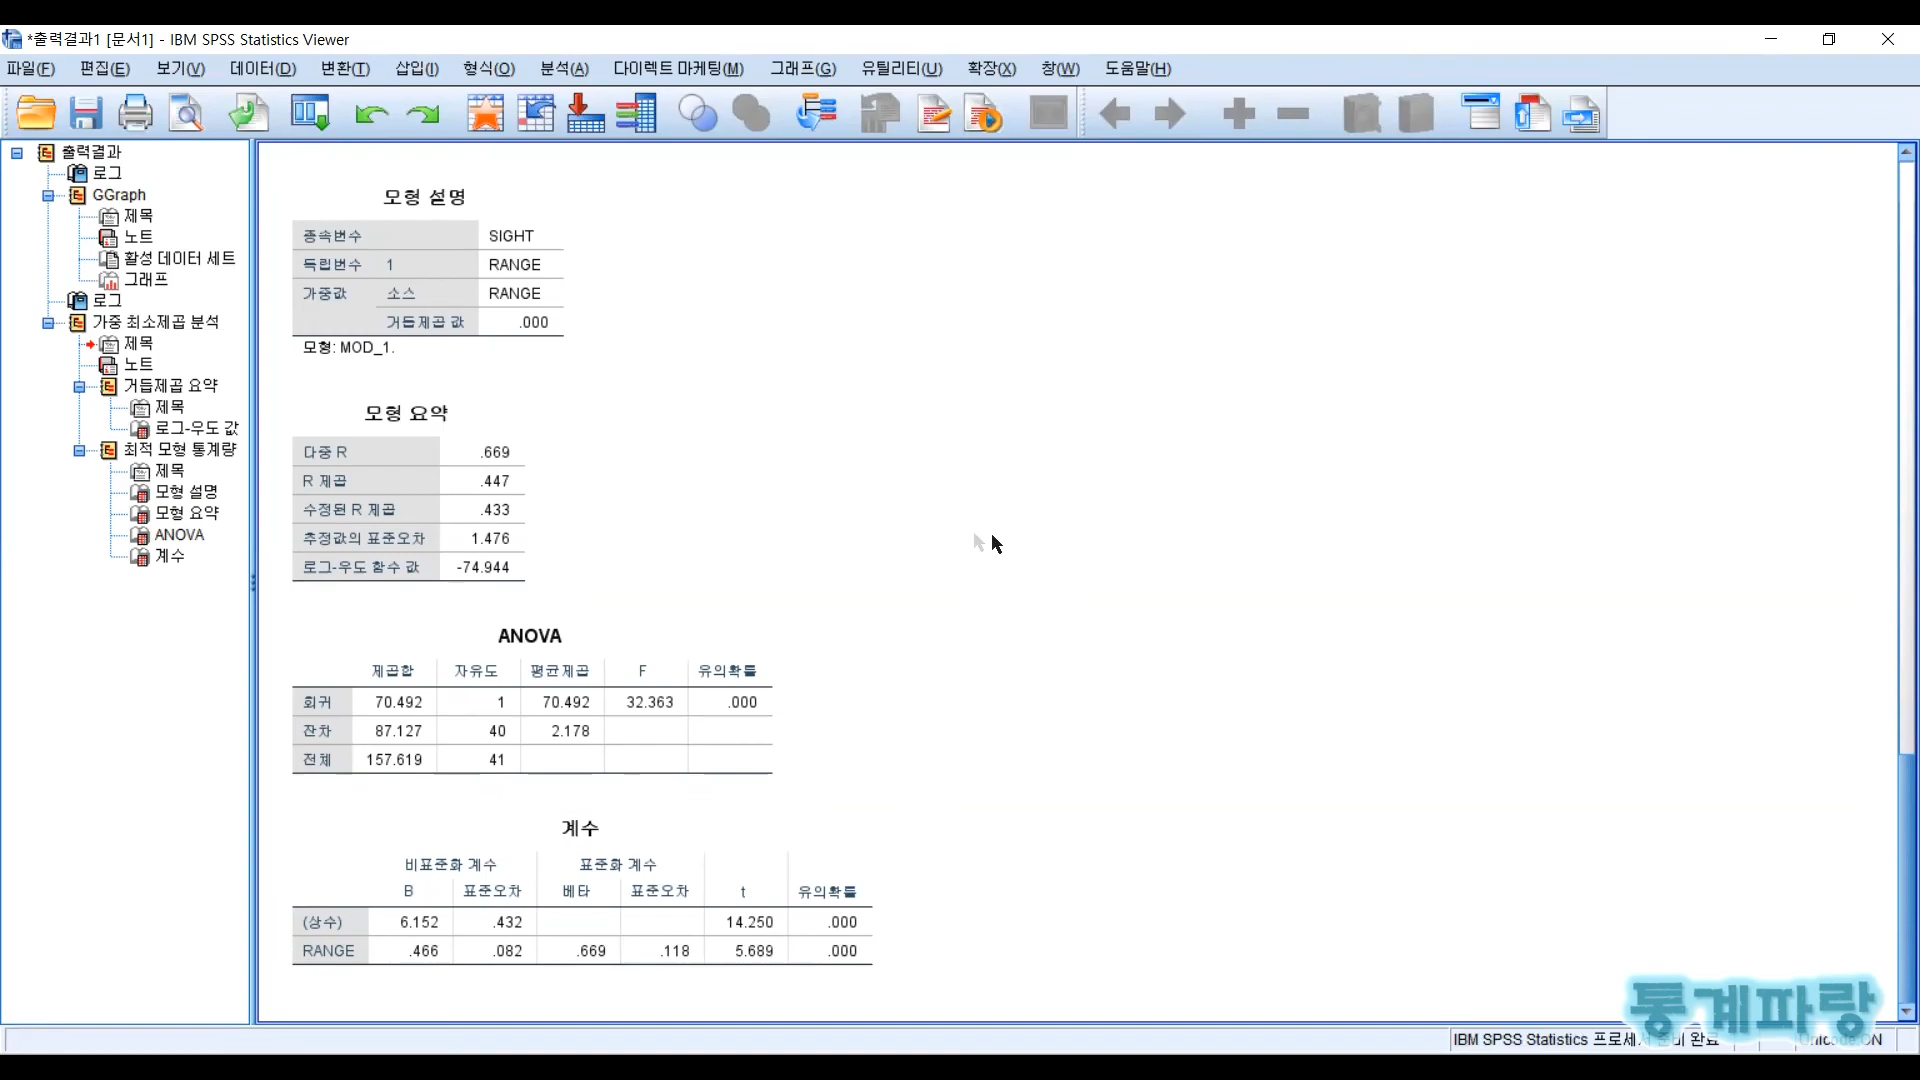 *출력결과1 [문서1] - IBM SPSS Statistics Viewer
파일(F) 편집(E) 보기(V) 데이터(D) 변환(T) 삽입(I) 형식(O) 분석(A) 다이렉트 마케팅(M) 그래프(G) 유틸리티(U) 확장(X) 창(W) 도움말(H)
출력결과
로그
GGraph
제목
노트
활성 데이터 세트
그래프
로그
가중 최소제곱 분석
제목
노트
거듭제곱 요약
제목
로그-우도 값
최적 모형 통계량
제목
모형 설명
모형 요약
ANOVA
계수
모형 설명
종속변수 SIGHT
독립변수 1 RANGE
가중값 소스 RANGE
거듭제곱 값 .000
모형: MOD_1.
모형 요약
다중 R .669
R 제곱 .447
수정된 R 제곱 .433
추정값의 표준오차 1.476
로그-우도 함수 값 -74.944
ANOVA
제곱합 자유도 평균제곱 F 유의확률
회귀 70.492 1 70.492 32.363 .000
잔차 87.127 40 2.178
전체 157.619 41
계수
비표준화 계수 표준화 계수
B 표준오차 베타 표준오차 t 유의확률
(상수) 6.152 .432 14.250 .000
RANGE .466 .082 .669 .118 5.689 .000
통계파랑
IBM SPSS Statistics 프로세서 준비 완료 Unicode:ON